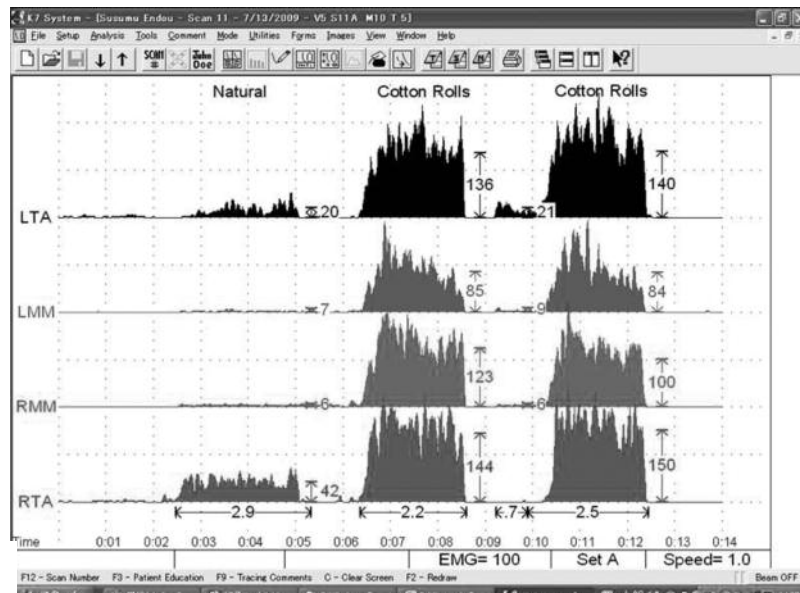 K7 System - [Susumu Endou - Scan 11 - 7/13/2009 - V5 S11A M10 T 5]
File Setup Analysis Tools Comment Mode Utilities Forms Images View Window Help
SCAN # John Doe
Natural Cotton Rolls Cotton Rolls
LTA 20 136 21 140
LMM 7 85 9 84
RMM 6 123 6 100
RTA 42 144 150
2.9 2.2 .7 2.5
Time 0:01 0:02 0:03 0:04 0:05 0:06 0:07 0:08 0:09 0:10 0:11 0:12 0:13 0:14
EMG= 100 Set A Speed= 1.0
F12 - Scan Number F3 - Patient Education F9 - Tracing Comments C - Clear Screen F2 - Redraw Beam OFF